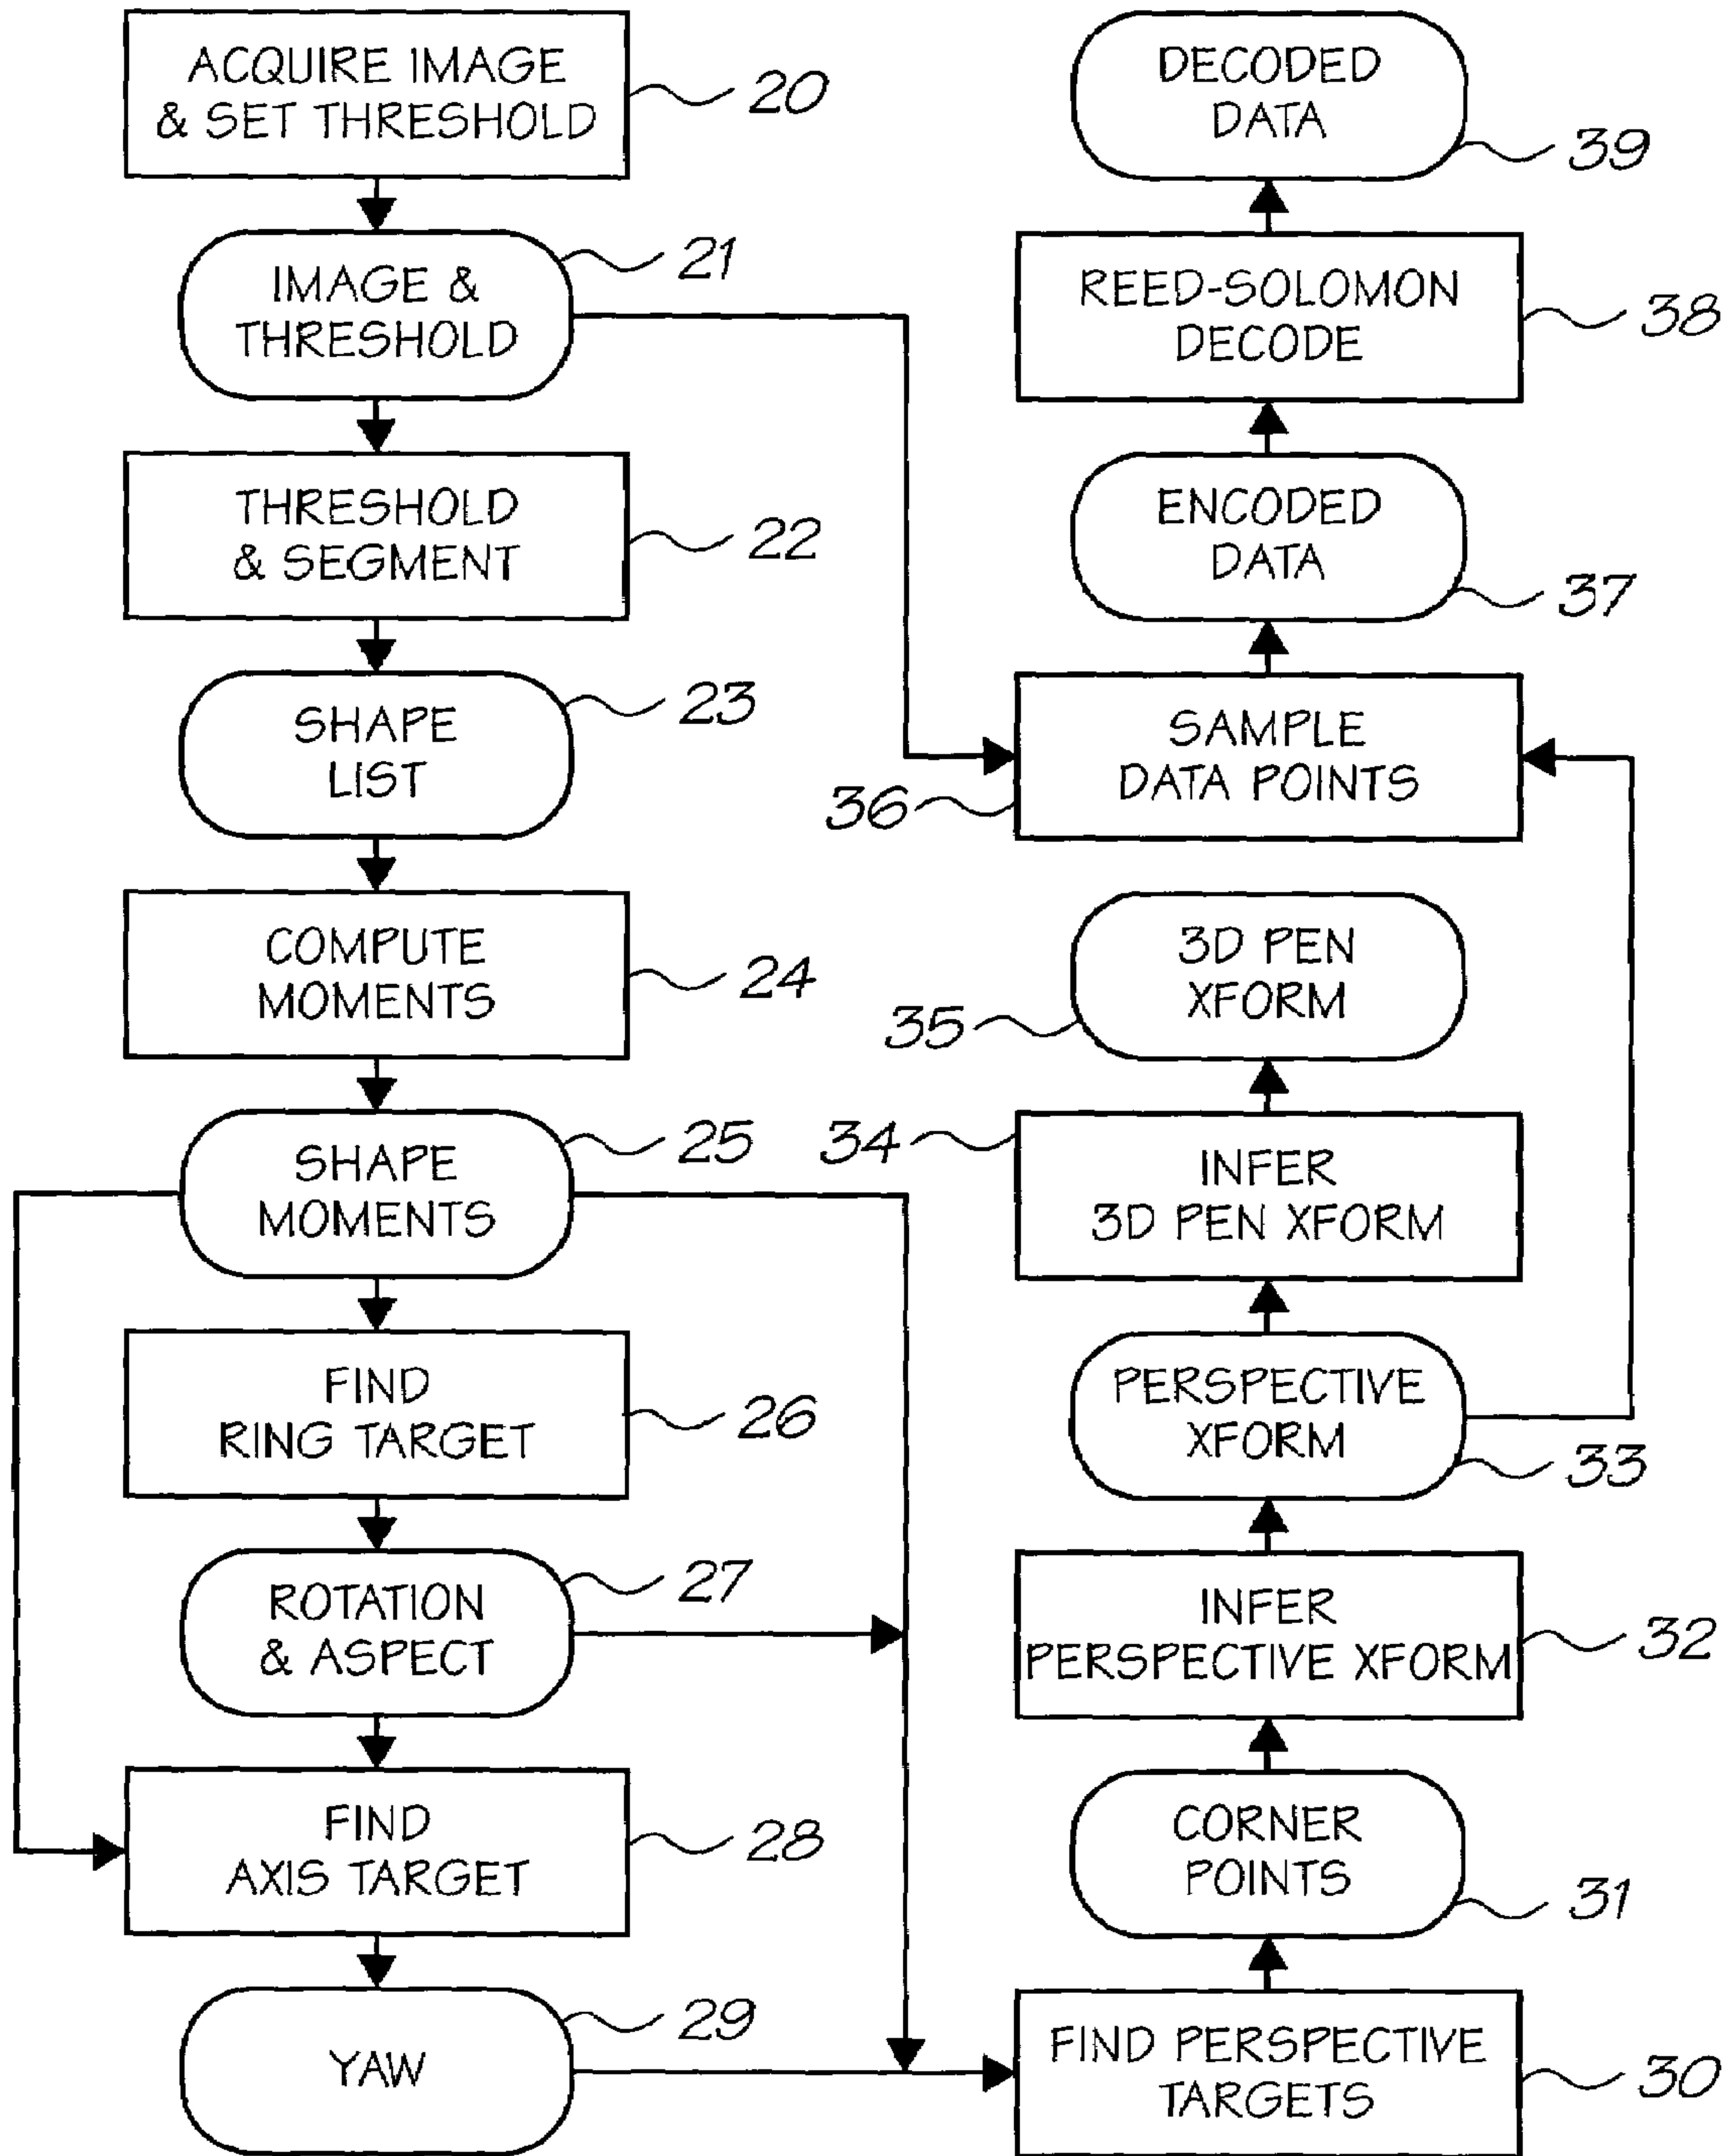 ACQUIRE IMAGE
& SET THRESHOLD
20
IMAGE &
THRESHOLD
21
THRESHOLD
& SEGMENT
22
SHAPE
LIST
23
COMPUTE
MOMENTS
24
SHAPE
MOMENTS
25
FIND
RING TARGET
26
ROTATION
& ASPECT
27
FIND
AXIS TARGET
28
YAW
29
FIND PERSPECTIVE
TARGETS
30
CORNER
POINTS
31
INFER
PERSPECTIVE XFORM
32
PERSPECTIVE
XFORM
33
INFER
3D PEN XFORM
34
3D PEN
XFORM
35
SAMPLE
DATA POINTS
36
ENCODED
DATA
37
REED-SOLOMON
DECODE
38
DECODED
DATA
39